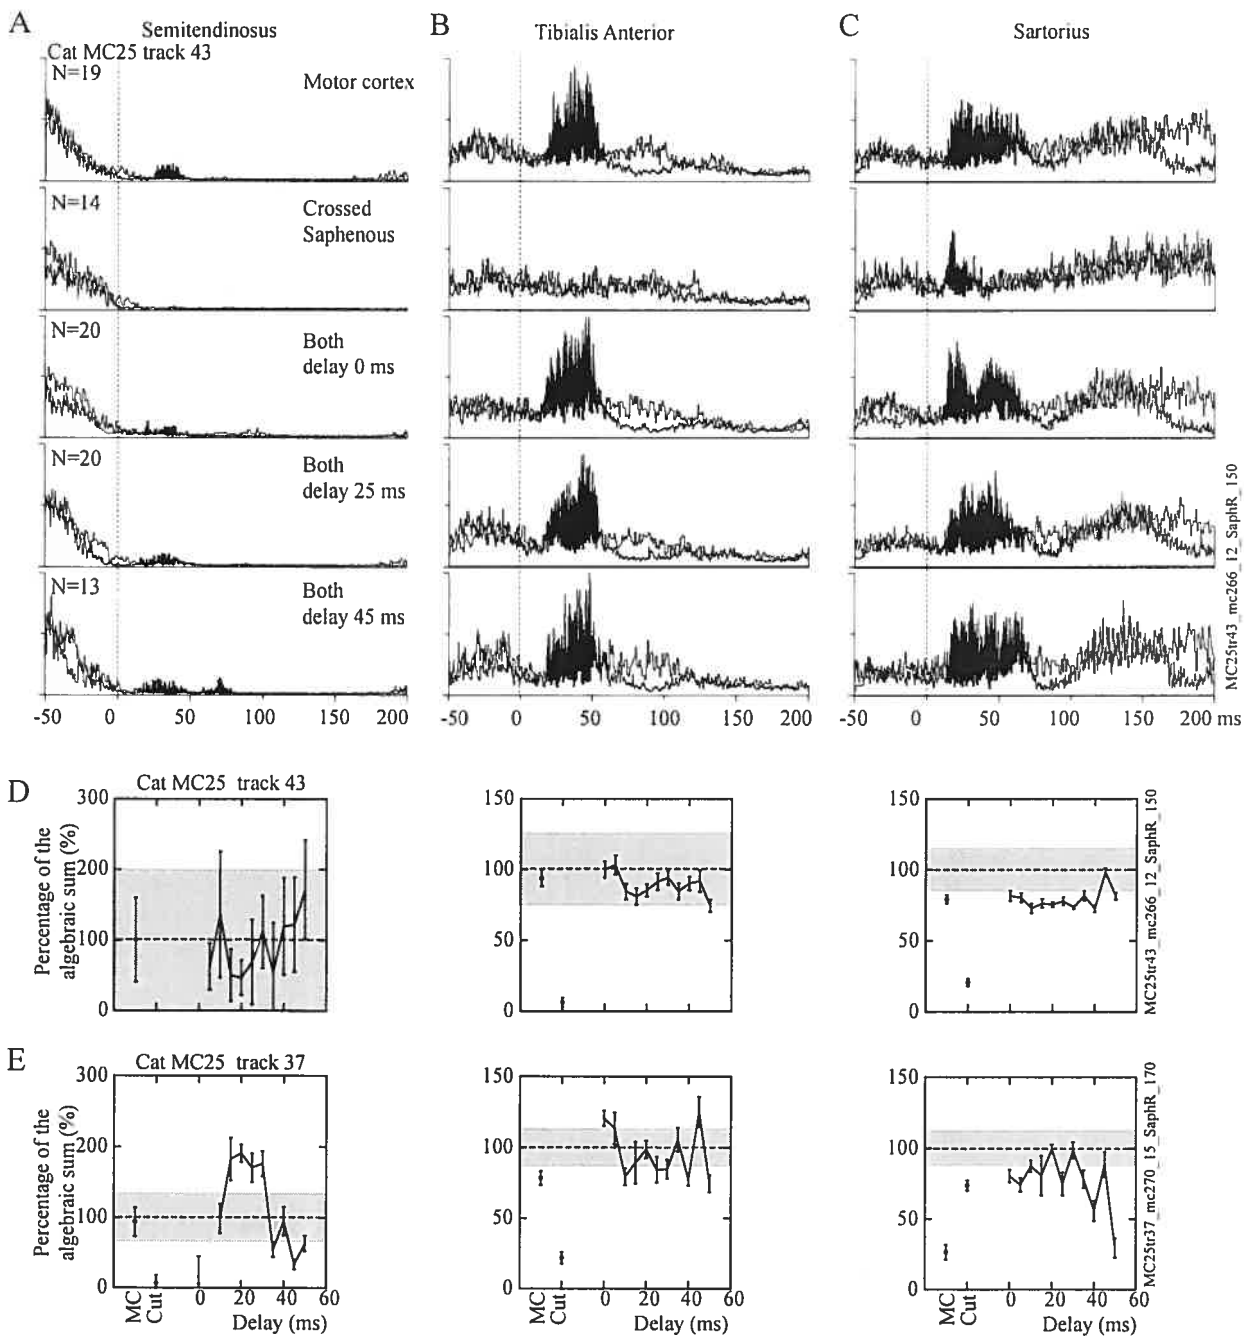 A Semitendinosus B Tibialis Anterior C Sartorius
Cat MC25 track 43
N=19 Motor cortex
N=14 Crossed
Saphenous
N=20 Both
delay 0 ms
N=20 Both
delay 25 ms
N=13 Both
delay 45 ms
-50 0 50 100 150 200 -50 0 50 100 150 200 -50 0 50 100 150 200 ms
MC25tr43_mc266_12_SaphR_150
D Cat MC25 track 43
Percentage of the
algebraic sum (%)
300 150 150
200 100 100
100 50 50
0 0 0
MC25tr43_mc266_12_SaphR_150
E Cat MC25 track 37
Percentage of the
algebraic sum (%)
300 150 150
200 100 100
100 50 50
0 0 0
MC Cut 0 20 40 60 MC Cut 0 20 40 60 MC Cut 0 20 40 60
Delay (ms) Delay (ms) Delay (ms)
MC25tr37_mc270_15_SaphR_170